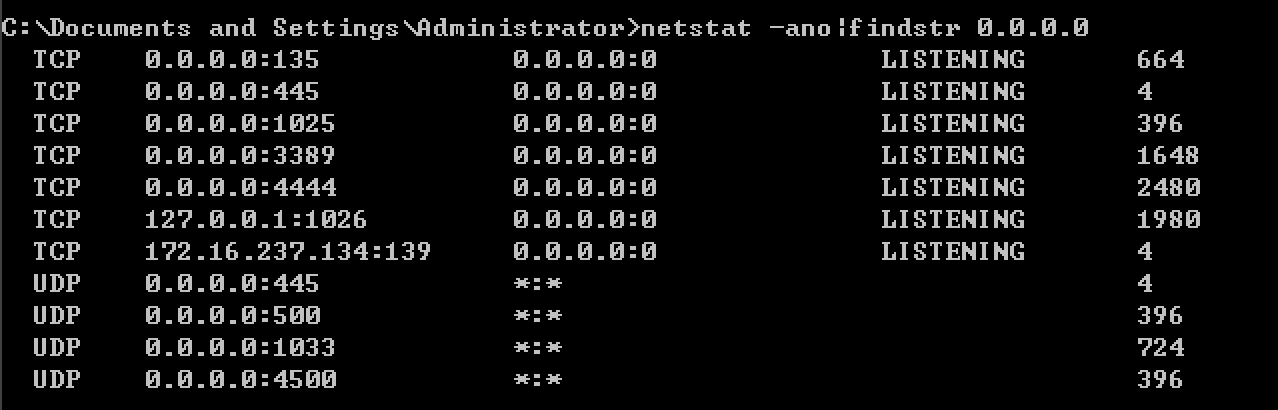 C:\Documents and Settings\Administrator>netstat -ano|findstr 0.0.0.0
TCP 0.0.0.0:135 0.0.0.0:0 LISTENING 664
TCP 0.0.0.0:445 0.0.0.0:0 LISTENING 4
TCP 0.0.0.0:1025 0.0.0.0:0 LISTENING 396
TCP 0.0.0.0:3389 0.0.0.0:0 LISTENING 1648
TCP 0.0.0.0:4444 0.0.0.0:0 LISTENING 2480
TCP 127.0.0.1:1026 0.0.0.0:0 LISTENING 1980
TCP 172.16.237.134:139 0.0.0.0:0 LISTENING 4
UDP 0.0.0.0:445 *:* 4
UDP 0.0.0.0:500 *:* 396
UDP 0.0.0.0:1033 *:* 724
UDP 0.0.0.0:4500 *:* 396